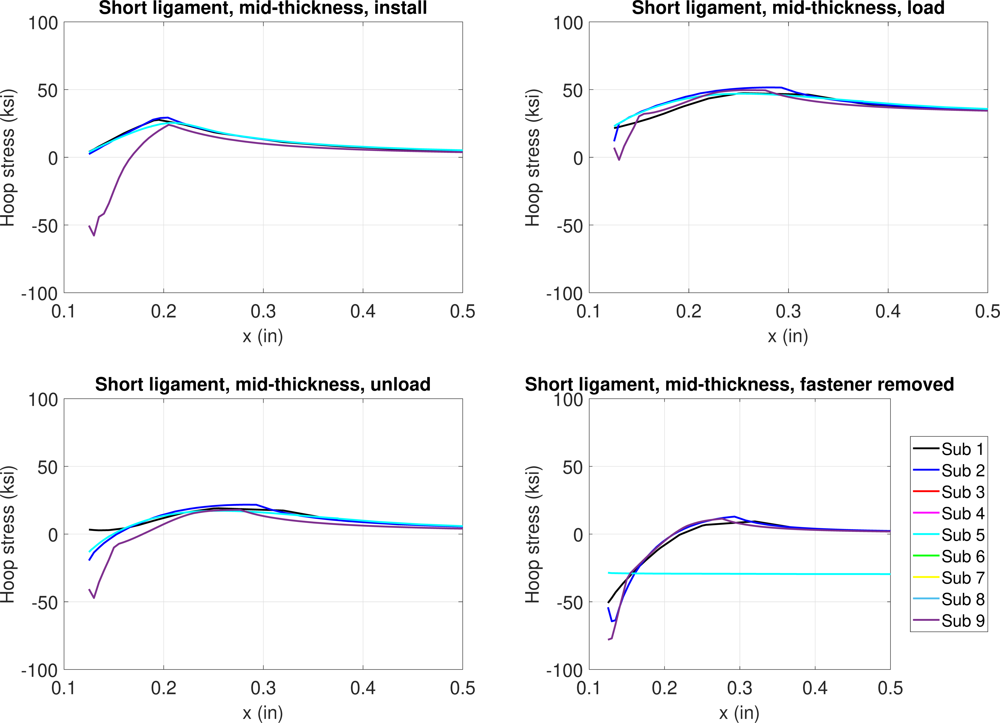 Short ligament, mid-thickness, install
100
50
0
-50
-100
0.1 0.2 0.3 0.4 0.5
Hoop stress (ksi)
x (in)
Short ligament, mid-thickness, load
100
50
0
-50
-100
0.1 0.2 0.3 0.4 0.5
Hoop stress (ksi)
x (in)
Short ligament, mid-thickness, unload
100
50
0
-50
-100
0.1 0.2 0.3 0.4 0.5
Hoop stress (ksi)
x (in)
Short ligament, mid-thickness, fastener removed
100
50
0
-50
-100
0.1 0.2 0.3 0.4 0.5
Hoop stress (ksi)
x (in)
Sub 1
Sub 2
Sub 3
Sub 4
Sub 5
Sub 6
Sub 7
Sub 8
Sub 9